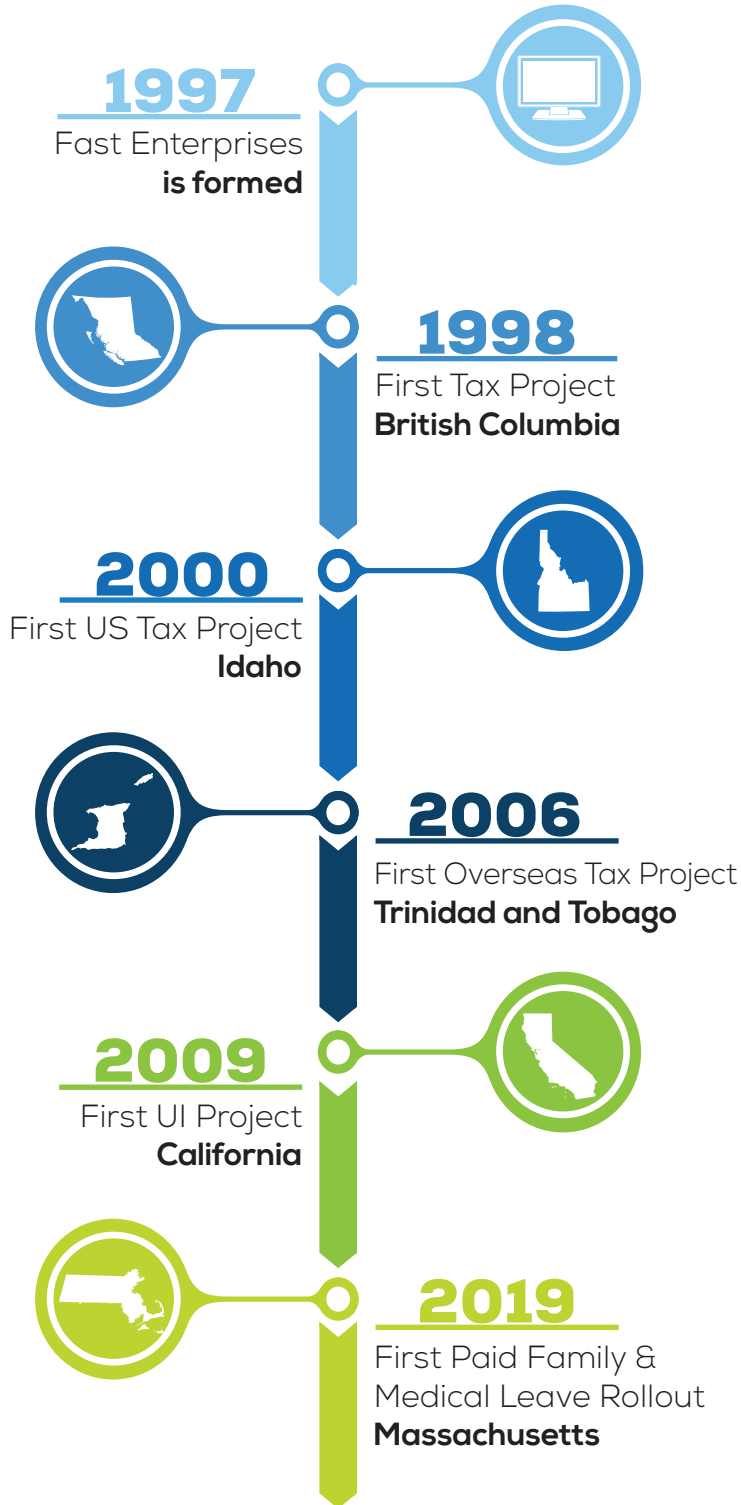 1997
Fast Enterprises
is formed
1998
First Tax Project
British Columbia
2000
First US Tax Project
Idaho
2006
First Overseas Tax Project
Trinidad and Tobago
2009
First UI Project
California
2019
First Paid Family &
Medical Leave Rollout
Massachusetts